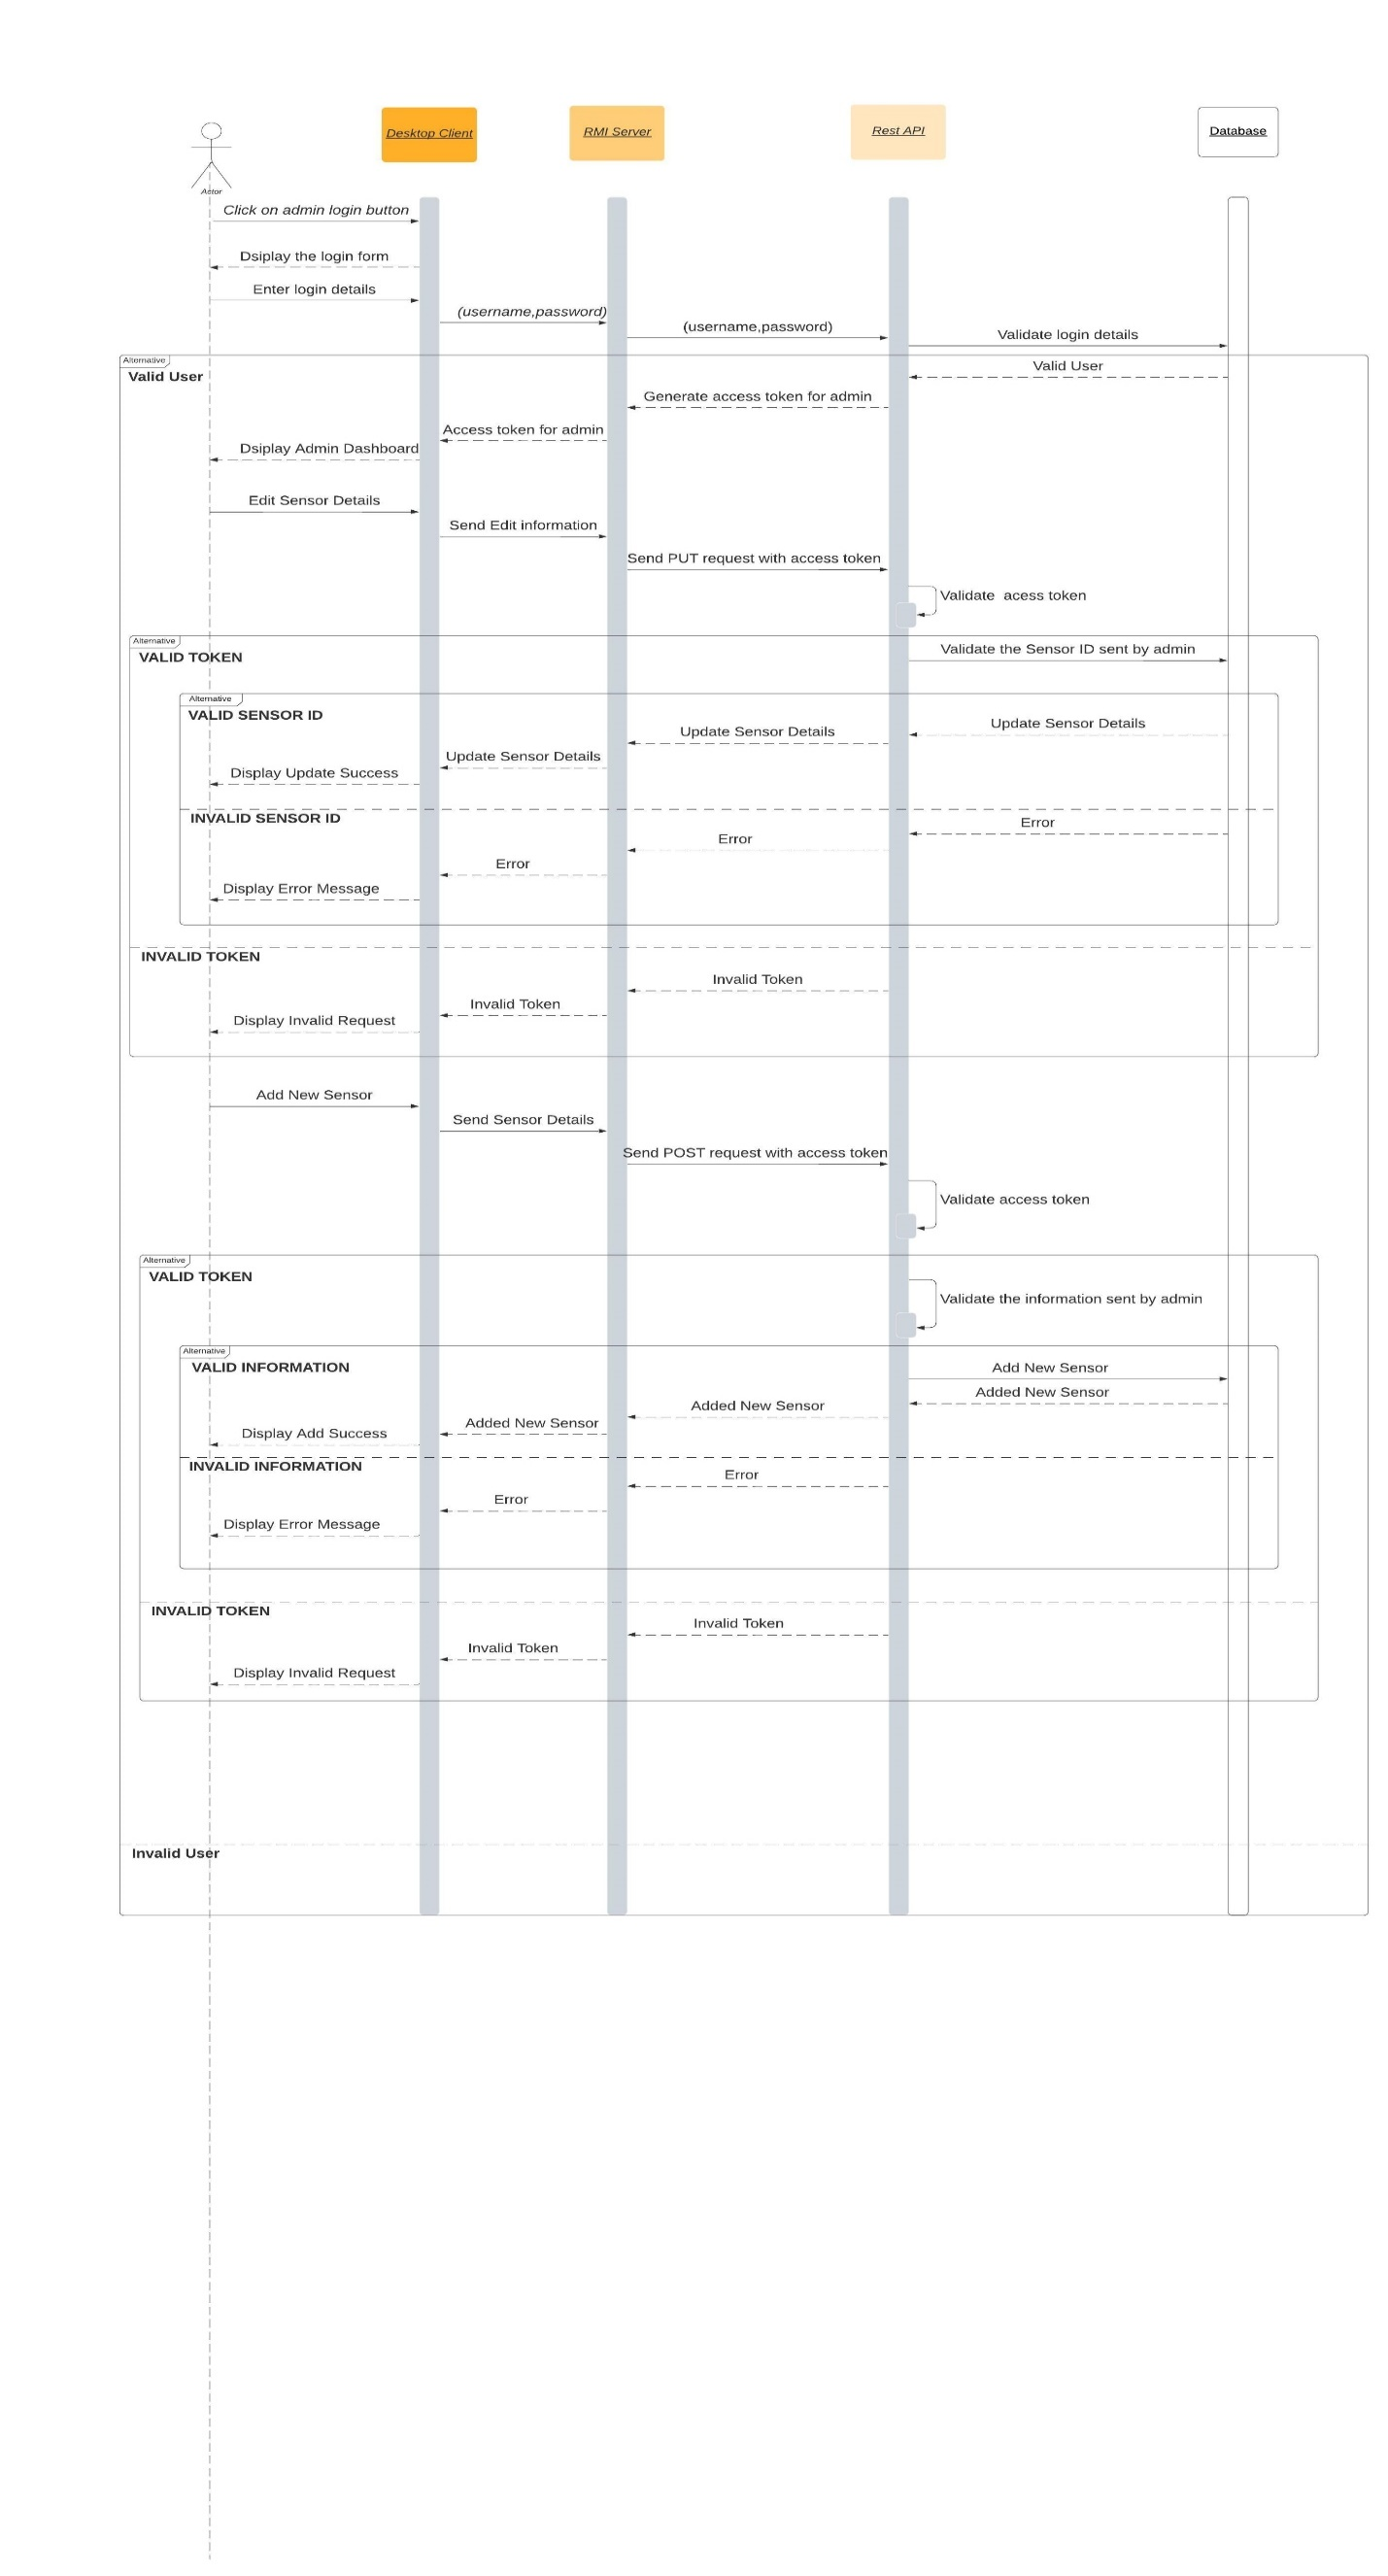 Desktop Client
RMI Server
Rest API
Database
Actor
Click on admin login button
Dsiplay the login form
Enter login details
(username,password)
(username,password)
Validate login details
Alternative
Valid User
Valid User
Generate access token for admin
Access token for admin
Dsiplay Admin Dashboard
Edit Sensor Details
Send Edit information
Send PUT request with access token
Validate  acess token
Alternative
VALID TOKEN
Validate the Sensor ID sent by admin
Alternative
VALID SENSOR ID
Update Sensor Details
Update Sensor Details
Update Sensor Details
Display Update Success
INVALID SENSOR ID
Error
Error
Error
Display Error Message
INVALID TOKEN
Invalid Token
Invalid Token
Display Invalid Request
Add New Sensor
Send Sensor Details
Send POST request with access token
Validate access token
Alternative
VALID TOKEN
Validate the information sent by admin
Alternative
VALID INFORMATION
Add New Sensor
Added New Sensor
Added New Sensor
Added New Sensor
Display Add Success
INVALID INFORMATION
Error
Error
Display Error Message
INVALID TOKEN
Invalid Token
Invalid Token
Display Invalid Request
Invalid User